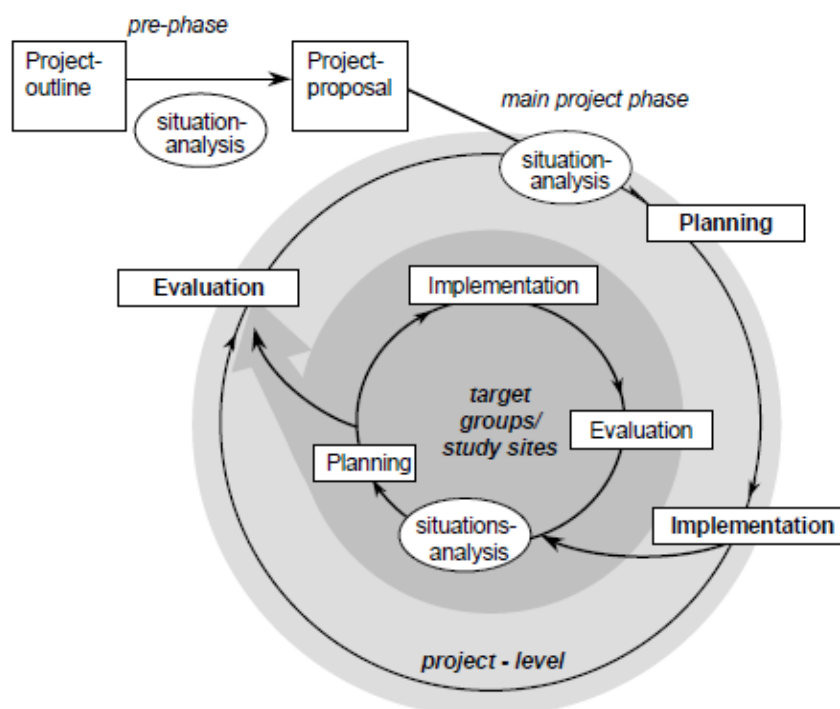 pre-phase
Project-
outline
situation-
analysis
Project-
proposal
main project phase
situation-
analysis
Planning
Evaluation
Implementation
target
groups/
study sites
Evaluation
Planning
situations-
analysis
Implementation
project - level